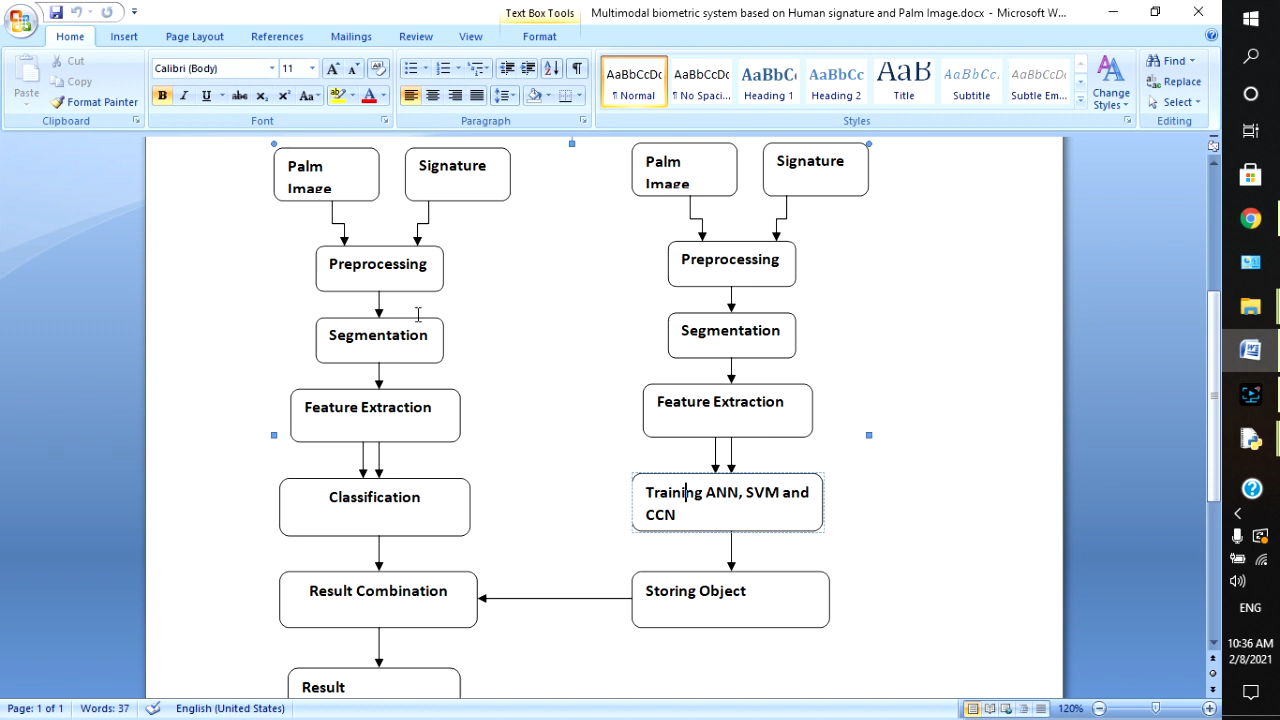 Text Box Tools
Multimodal biometric system based on Human signature and Palm Image.docx - Microsoft W...
Home Insert Page Layout References Mailings Review View Format
Paste
Cut
Copy
Format Painter
Clipboard
Calibri (Body) 11
Font
Paragraph
AaBbCcDc AaBbCcDc AaBbCc AaBbCc AaB AaBbCc. AaBbCcDc
¶ Normal ¶ No Spaci... Heading 1 Heading 2 Title Subtitle Subtle Em...
Change Styles
Styles
Find
Replace
Select
Editing
Palm
Image
Signature
Preprocessing
Segmentation
Feature Extraction
Classification
Result Combination
Result
Palm
Image
Signature
Preprocessing
Segmentation
Feature Extraction
Training ANN, SVM and
CCN
Storing Object
Page: 1 of 1 Words: 37 English (United States) 120%
ENG
10:36 AM
2/8/2021